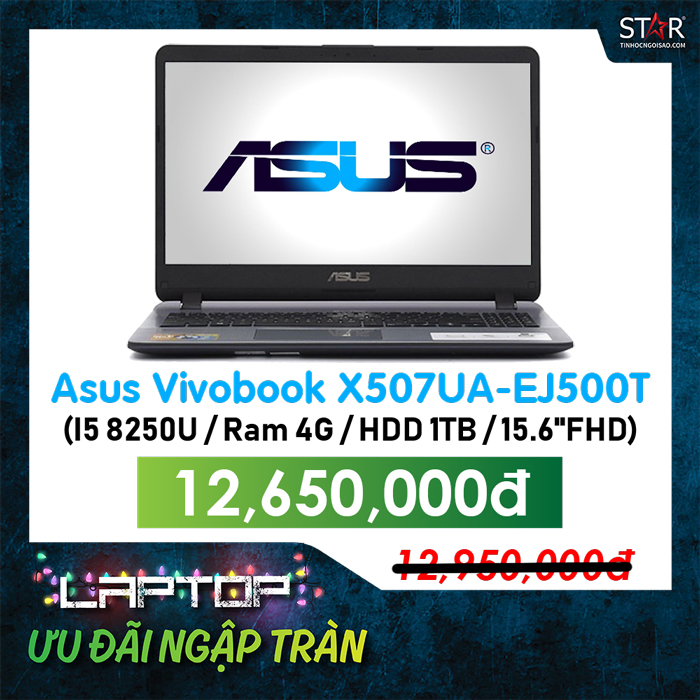 STAR
TINHOCNGOISAO.COM
ASUS®
ASUS
Asus Vivobook X507UA-EJ500T
(I5 8250U / Ram 4G / HDD 1TB / 15.6"FHD)
12,650,000đ
12,950,000đ
LAPTOP
ƯU ĐÃI NGẬP TRÀN